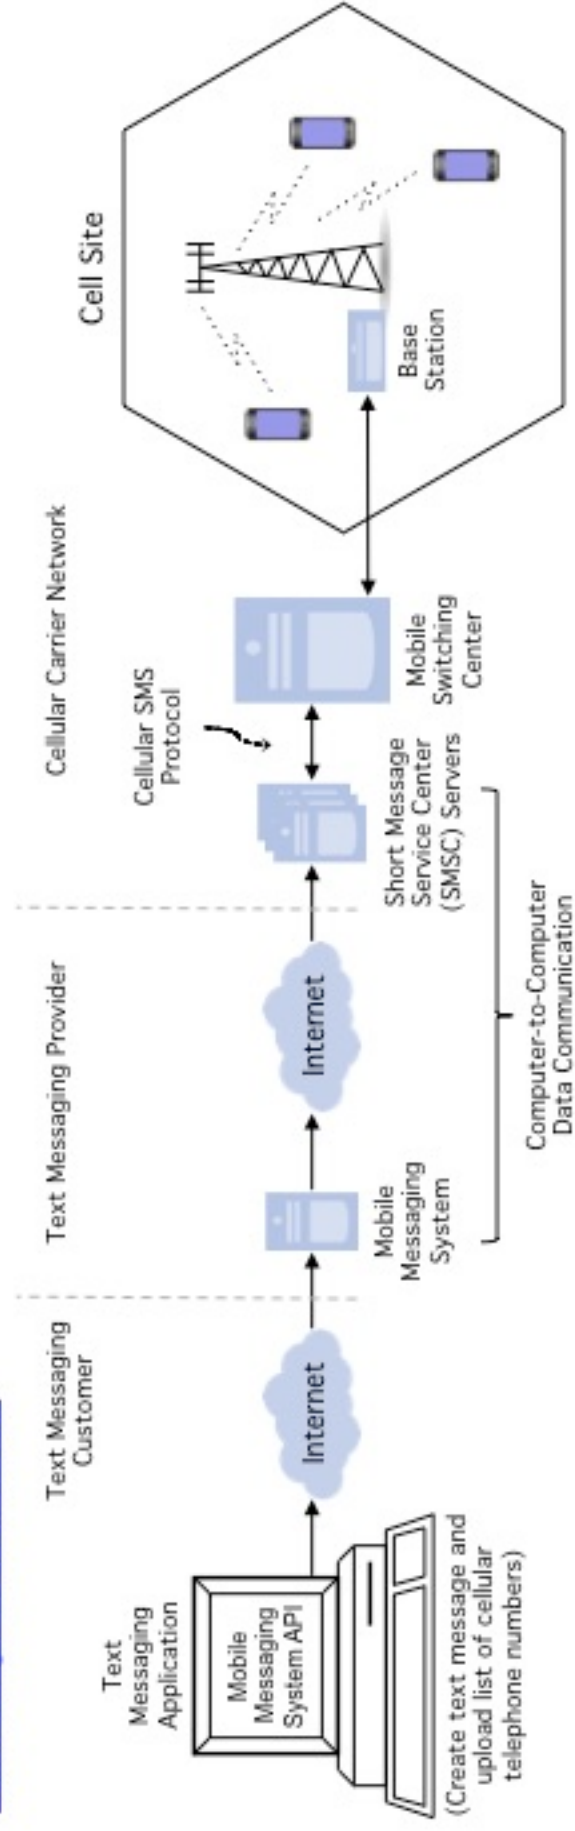 Text Messaging
Customer
Text Messaging Provider
Cellular Carrier Network
Cell Site
Text
Messaging
Application
Mobile
Messaging
System API
(Create text message and
upload list of cellular
telephone numbers)
Internet
Mobile
Messaging
System
Internet
Cellular SMS
Protocol
Short Message
Service Center
(SMSC) Servers
Mobile
Switching
Center
Base
Station
Computer-to-Computer
Data Communication